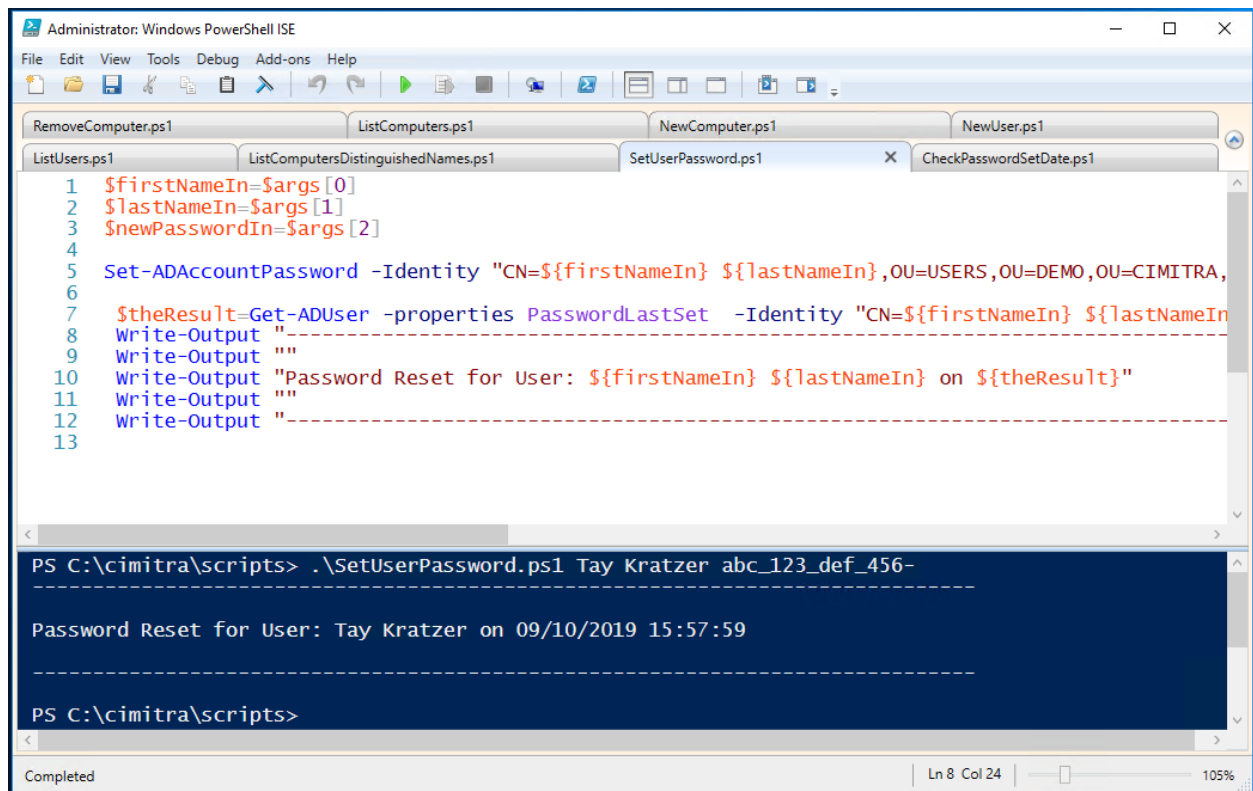 Administrator: Windows PowerShell ISE
File Edit View Tools Debug Add-ons Help
RemoveComputer.ps1 ListComputers.ps1 NewComputer.ps1 NewUser.ps1
ListUsers.ps1 ListComputersDistinguishedNames.ps1 SetUserPassword.ps1 CheckPasswordSetDate.ps1
1 $firstNameIn=$args[0]
2 $lastNameIn=$args[1]
3 $newPasswordIn=$args[2]
4
5 Set-ADAccountPassword -Identity "CN=${firstNameIn} ${lastNameIn},OU=USERS,OU=DEMO,OU=CIMITRA,
6
7 $theResult=Get-ADUser -properties PasswordLastSet -Identity "CN=${firstNameIn} ${lastNameIn
8 Write-Output "------------------------------------------------------------------------------
9 Write-Output ""
10 Write-Output "Password Reset for User: ${firstNameIn} ${lastNameIn} on ${theResult}"
11 Write-Output ""
12 Write-Output "------------------------------------------------------------------------------
13
PS C:\cimitra\scripts> .\SetUserPassword.ps1 Tay Kratzer abc_123_def_456-
------------------------------------------------------------------------------
Password Reset for User: Tay Kratzer on 09/10/2019 15:57:59
------------------------------------------------------------------------------
PS C:\cimitra\scripts>
Completed Ln 8 Col 24 105%